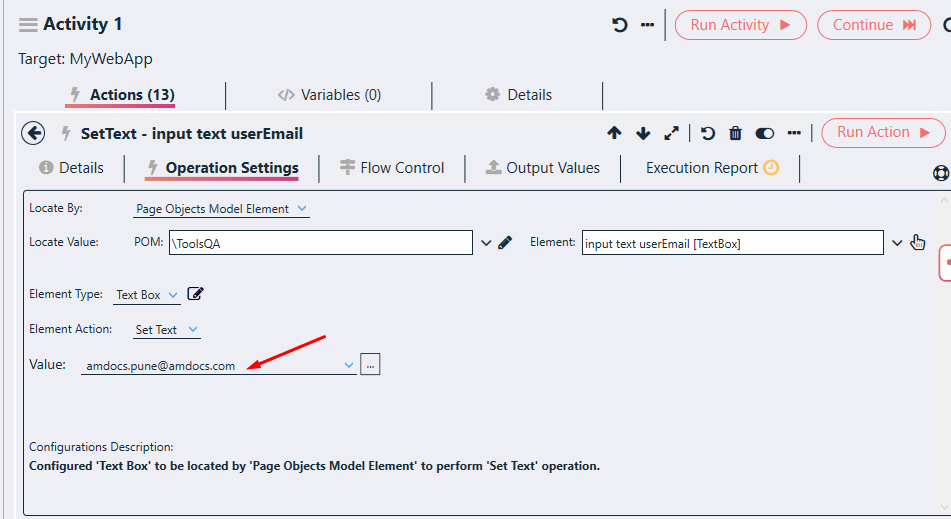 Activity 1
Run Activity
Continue
Target: MyWebApp
Actions (13)
Variables (0)
Details
SetText - input text userEmail
Run Action
Details
Operation Settings
Flow Control
Output Values
Execution Report
Locate By: Page Objects Model Element
Locate Value: POM: \ToolsQA Element: input text userEmail [TextBox]
Element Type: Text Box
Element Action: Set Text
Value: amdocs.pune@amdocs.com ...
Configurations Description:
Configured 'Text Box' to be located by 'Page Objects Model Element' to perform 'Set Text' operation.